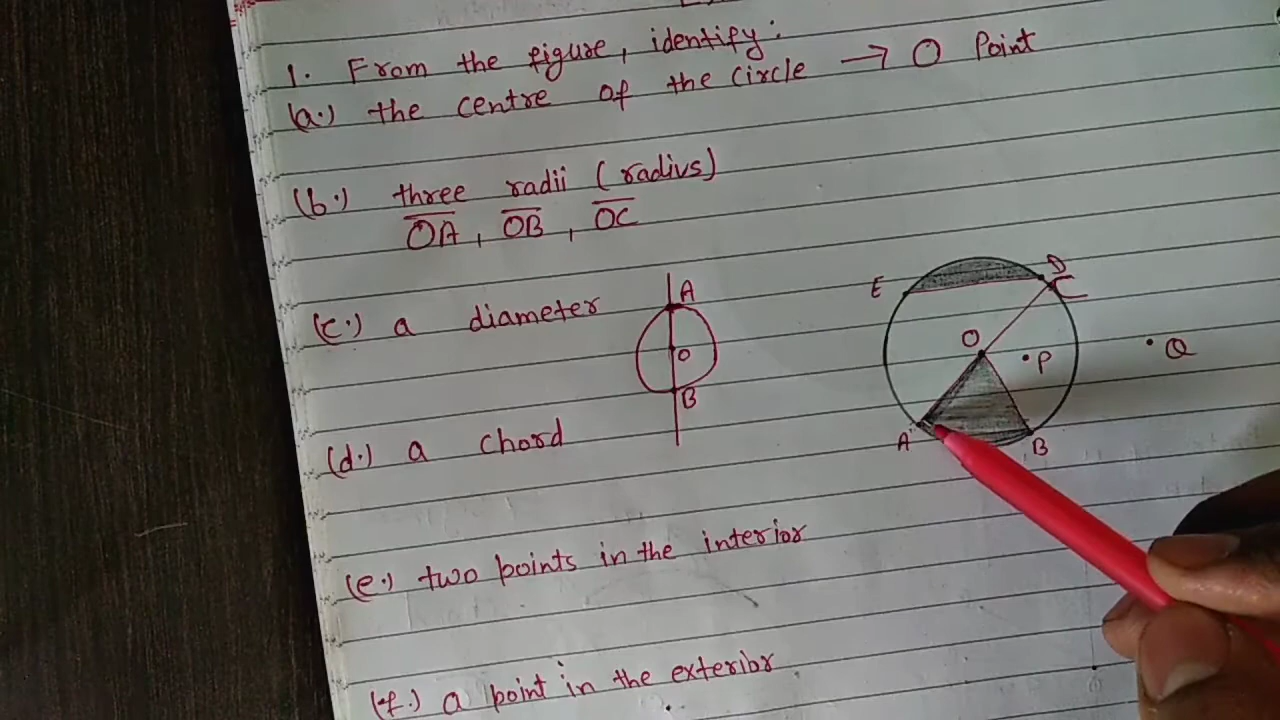 1. From the figure, identify:
(a.) the centre of the circle → O Point
(b.) three radii (radius)
OA, OB, OC
(c.) a diameter
A
O
B
E
D
C
O
P
Q
A
B
(d.) a chord
(e.) two points in the interior
(f.) a point in the exterior